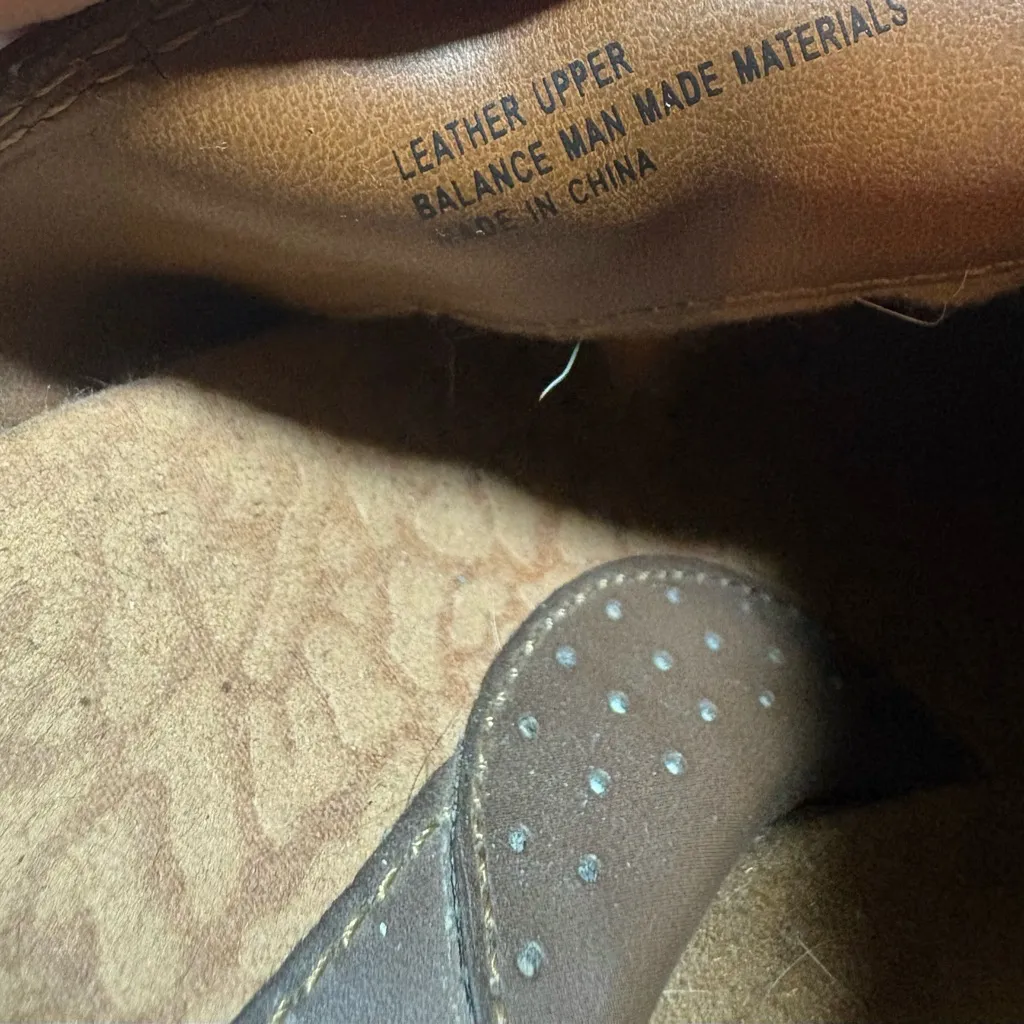 LEATHER UPPER
BALANCE MAN MADE MATERIALS
MADE IN CHINA